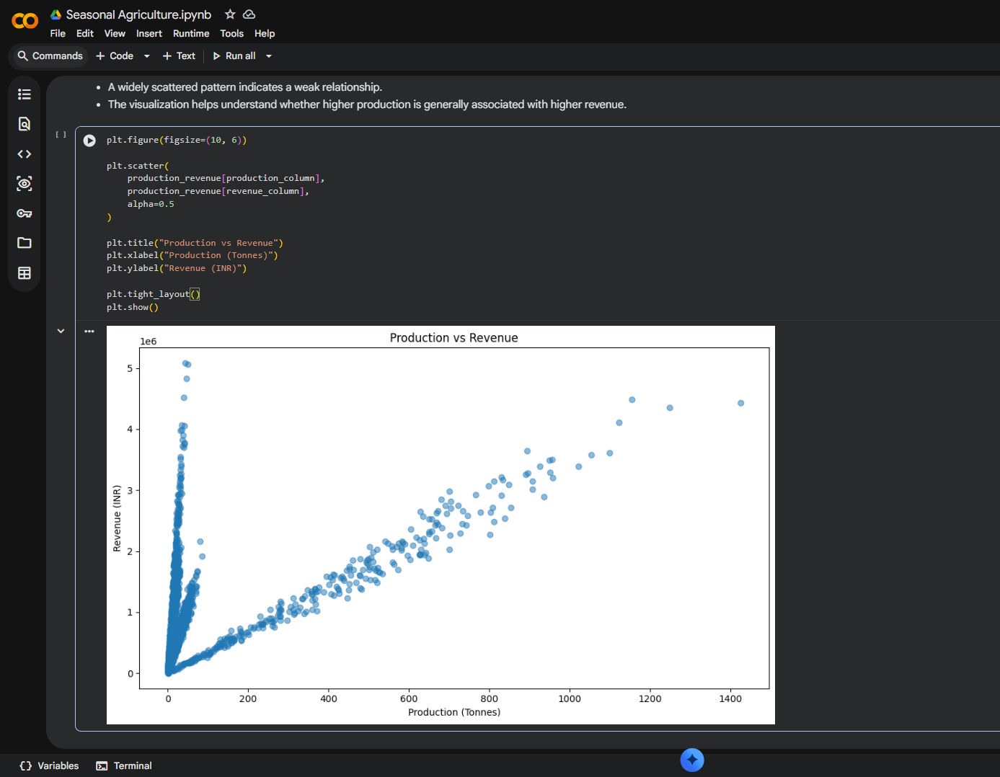 Seasonal Agriculture.ipynb
File Edit View Insert Runtime Tools Help
Commands + Code + Text Run all
• A widely scattered pattern indicates a weak relationship.
• The visualization helps understand whether higher production is generally associated with higher revenue.
[ ]
plt.figure(figsize=(10, 6))
plt.scatter(
    production_revenue[production_column],
    production_revenue[revenue_column],
    alpha=0.5
)
plt.title("Production vs Revenue")
plt.xlabel("Production (Tonnes)")
plt.ylabel("Revenue (INR)")
plt.tight_layout()
plt.show()
Production vs Revenue
1e6
5
4
3
2
1
0
Revenue (INR)
0 200 400 600 800 1000 1200 1400
Production (Tonnes)
{} Variables Terminal